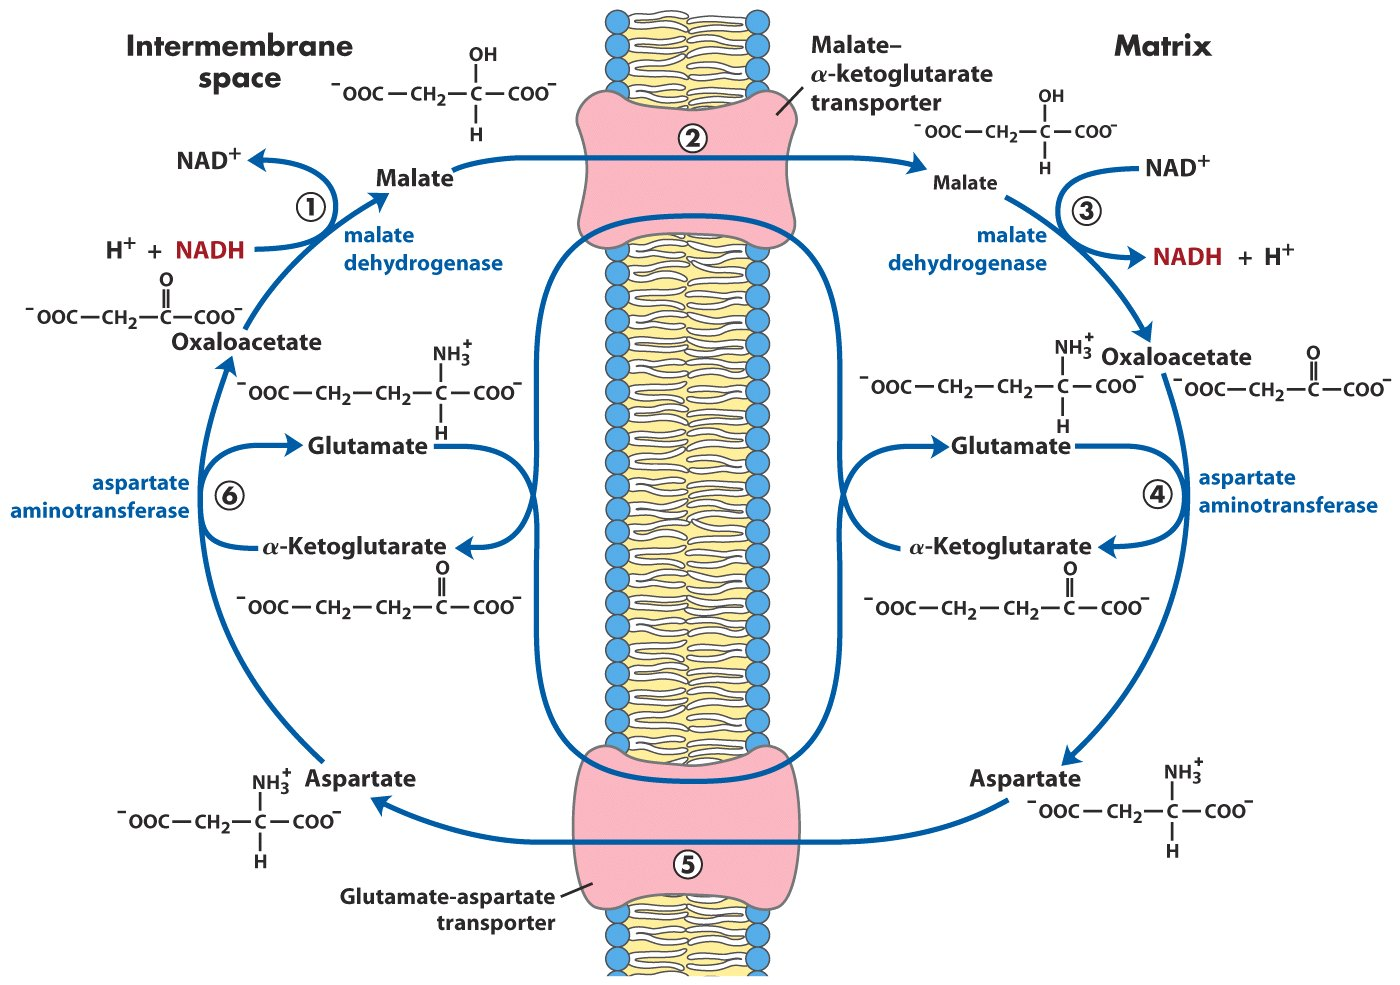 Intermembrane
space
OH
⁻OOC—CH₂—C—COO⁻
H
Malate–
α-ketoglutarate
transporter
Matrix
OH
⁻OOC—CH₂—C—COO⁻
H
NAD⁺
Malate
②
Malate
NAD⁺
①
malate
dehydrogenase
H⁺ + NADH
③
malate
dehydrogenase
NADH + H⁺
O
⁻OOC—CH₂—C—COO⁻
Oxaloacetate
NH₃⁺
⁻OOC—CH₂—CH₂—C—COO⁻
H
Glutamate
NH₃⁺
⁻OOC—CH₂—CH₂—C—COO⁻
H
Glutamate
Oxaloacetate
O
⁻OOC—CH₂—C—COO⁻
aspartate
aminotransferase
⑥
④
aspartate
aminotransferase
α-Ketoglutarate
O
⁻OOC—CH₂—CH₂—C—COO⁻
α-Ketoglutarate
O
⁻OOC—CH₂—CH₂—C—COO⁻
Aspartate
NH₃⁺
⁻OOC—CH₂—C—COO⁻
H
Aspartate
NH₃⁺
⁻OOC—CH₂—C—COO⁻
H
⑤
Glutamate-aspartate
transporter